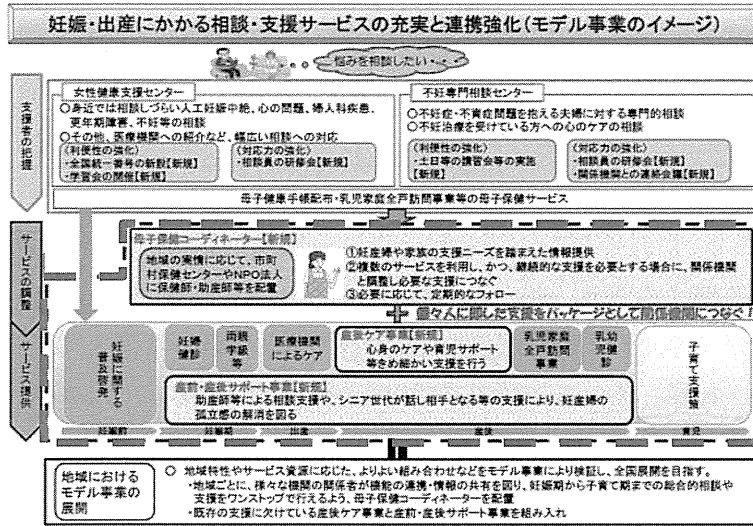 妊娠・出産にかかる相談・支援サービスの充実と連携強化(モデル事業のイメージ)
悩みを相談したい・・・
支援者の把握
女性健康支援センター
○身近では相談しづらい人工妊娠中絶、心の問題、婦人科疾患、
更年期障害、不妊等の相談
○その他、医療機関への紹介など、幅広い相談への対応
(利便性の強化)
・全国統一番号の新設【新規】
・学習会の開催【新規】
(対応力の強化)
・相談員の研修会【新規】
不妊専門相談センター
○不妊症・不育症問題を抱える夫婦に対する専門的相談
○不妊治療を受けている方への心のケアの相談
(利便性の強化)
・土日等の講習会等の実施
【新規】
(対応力の強化)
・相談員の研修会【新規】
・関係機関との連絡会議【新規】
母子健康手帳配布・乳児家庭全戸訪問事業等の母子保健サービス
サービスの調整
母子保健コーディネーター【新規】
地域の実情に応じて、市町
村保健センターやNPO法人
に保健師・助産師等を配置
①妊産婦や家族の支援ニーズを踏まえた情報提供
②複数のサービスを利用し、かつ、継続的な支援を必要とする場合に、関係機関
と調整し必要な支援につなぐ
③必要に応じて、定期的なフォロー
個々人に即した支援をパッケージとして関係機関につなぐ!
サービス提供
妊娠に関する
普及啓発
妊婦
健診
両親
学級
等
医療機関
によるケア
産後ケア事業【新規】
心身のケアや育児サポート
等きめ細かい支援を行う
乳児家庭
全戸訪問
事業
乳幼
児健
診
子育て支援策
産前・産後サポート事業【新規】
助産師等による相談支援や、シニア世代が話し相手となる等の支援により、妊産婦の
孤立感の解消を図る
妊娠前
妊娠期
出産
産後
育児
地域における
モデル事業の
展開
○ 地域特性やサービス資源に応じた、よりよい組み合わせなどをモデル事業により検証し、全国展開を目指す。
・地域ごとに、様々な機関の関係者が機能の連携・情報の共有を図り、妊娠期から子育て期までの総合的相談や
支援をワンストップで行えるよう、母子保健コーディネーターを配置
・既存の支援に欠けている産後ケア事業と産前・産後サポート事業を組み入れ